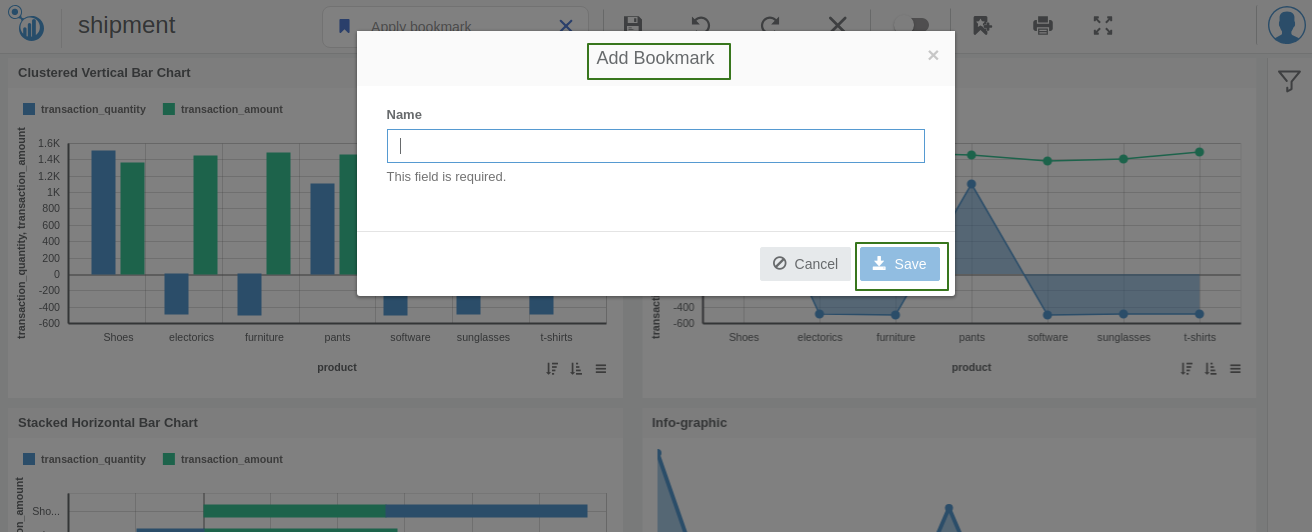 shipment
Apply bookmark
Add Bookmark
×
Name
This field is required.
Cancel
Save
Clustered Vertical Bar Chart
transaction_quantity
transaction_amount
transaction_quantity, transaction_amount
1.6K
1.4K
1.2K
1K
800
600
400
200
0
-200
-400
-600
Shoes
electorics
furniture
pants
software
sunglasses
t-shirts
product
-400
-600
Shoes
electorics
furniture
pants
software
sunglasses
t-shirts
product
Stacked Horizontal Bar Chart
transaction_quantity
transaction_amount
Sho...
Info-graphic